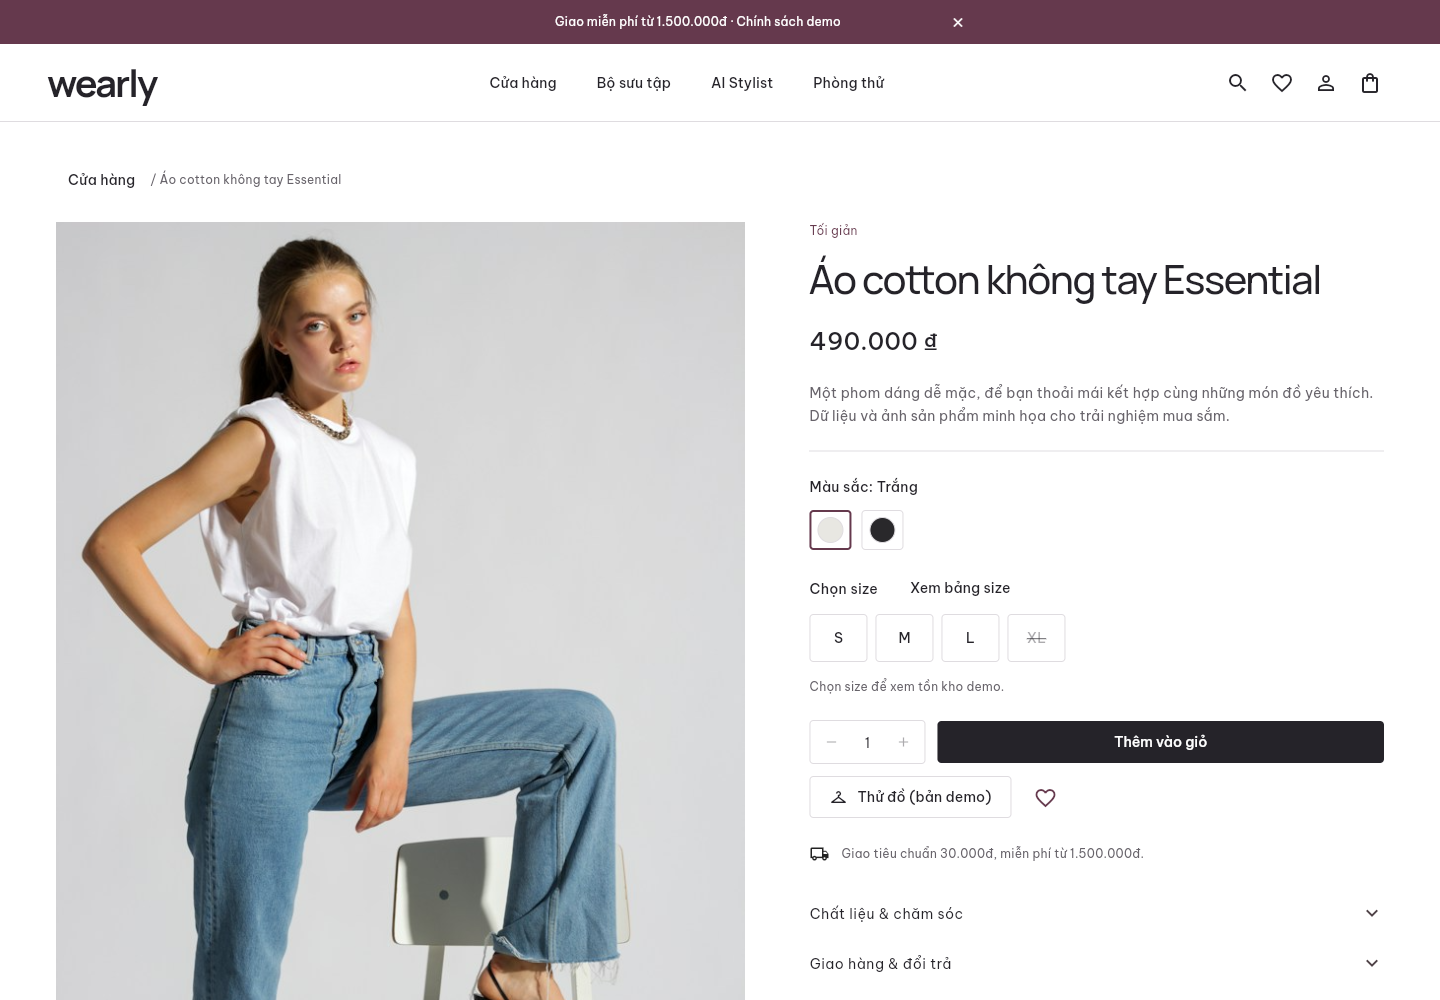 Giao miễn phí từ 1.500.000đ · Chính sách demo
wearly
Cửa hàng
Bộ sưu tập
AI Stylist
Phòng thử
Cửa hàng / Áo cotton không tay Essential
Tối giản
Áo cotton không tay Essential
490.000 ₫
Một phom dáng dễ mặc, để bạn thoải mái kết hợp cùng những món đồ yêu thích.
Dữ liệu và ảnh sản phẩm minh họa cho trải nghiệm mua sắm.
Màu sắc: Trắng
Chọn size
Xem bảng size
S
M
L
XL
Chọn size để xem tồn kho demo.
− 1 +
Thêm vào giỏ
Thử đồ (bản demo)
Giao tiêu chuẩn 30.000đ, miễn phí từ 1.500.000đ.
Chất liệu & chăm sóc
Giao hàng & đổi trả